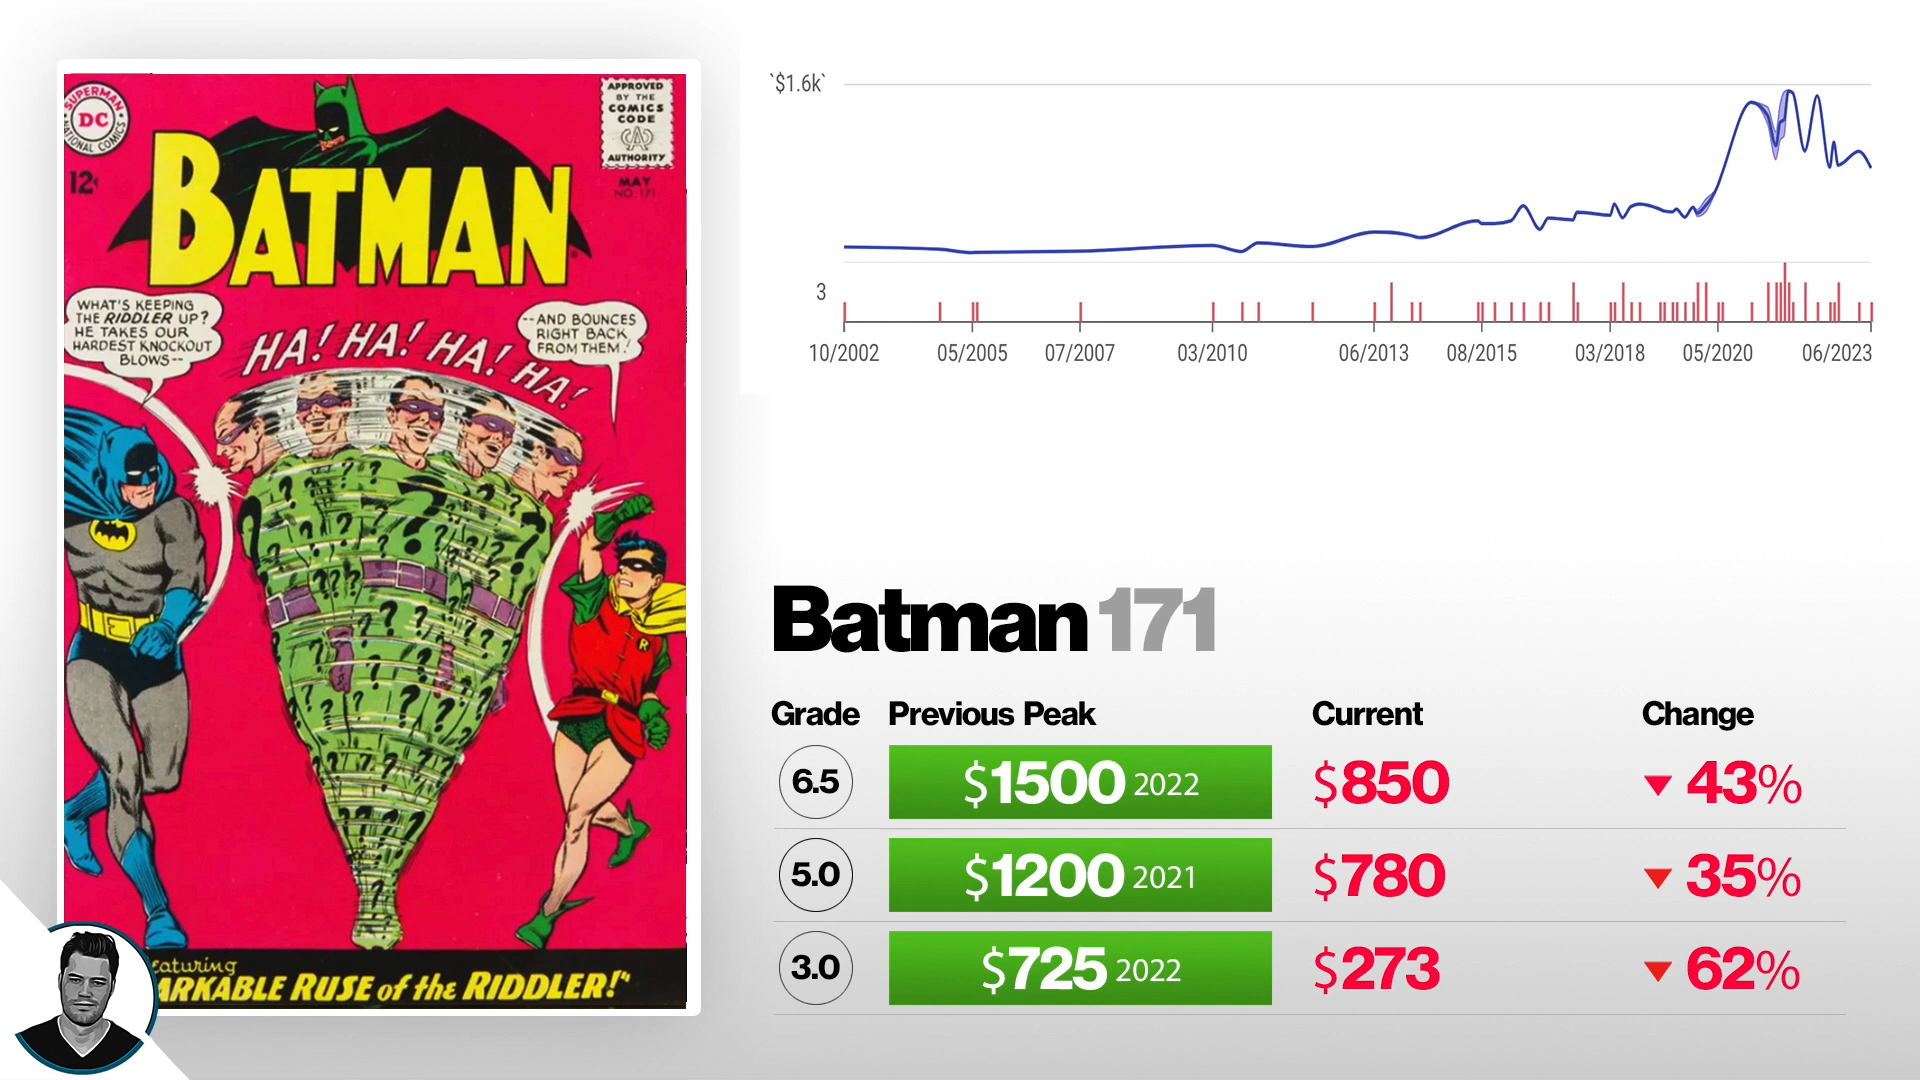 SUPERMAN
DC
NATIONAL COMICS
12¢
APPROVED
BY THE
COMICS
CODE
CA
AUTHORITY
MAY
NO. 171
BATMAN
WHAT'S KEEPING
THE RIDDLER UP?
HE TAKES OUR
HARDEST KNOCKOUT
BLOWS--
--AND BOUNCES
RIGHT BACK
FROM THEM!
HA! HA! HA! HA!
R
eaturing
ARKABLE RUSE of the RIDDLER!"
`$1.6k`
3
10/2002 05/2005 07/2007 03/2010 06/2013 08/2015 03/2018 05/2020 06/2023
Batman 171
Grade Previous Peak Current Change
6.5 $1500 2022 $850 ▼ 43%
5.0 $1200 2021 $780 ▼ 35%
3.0 $725 2022 $273 ▼ 62%